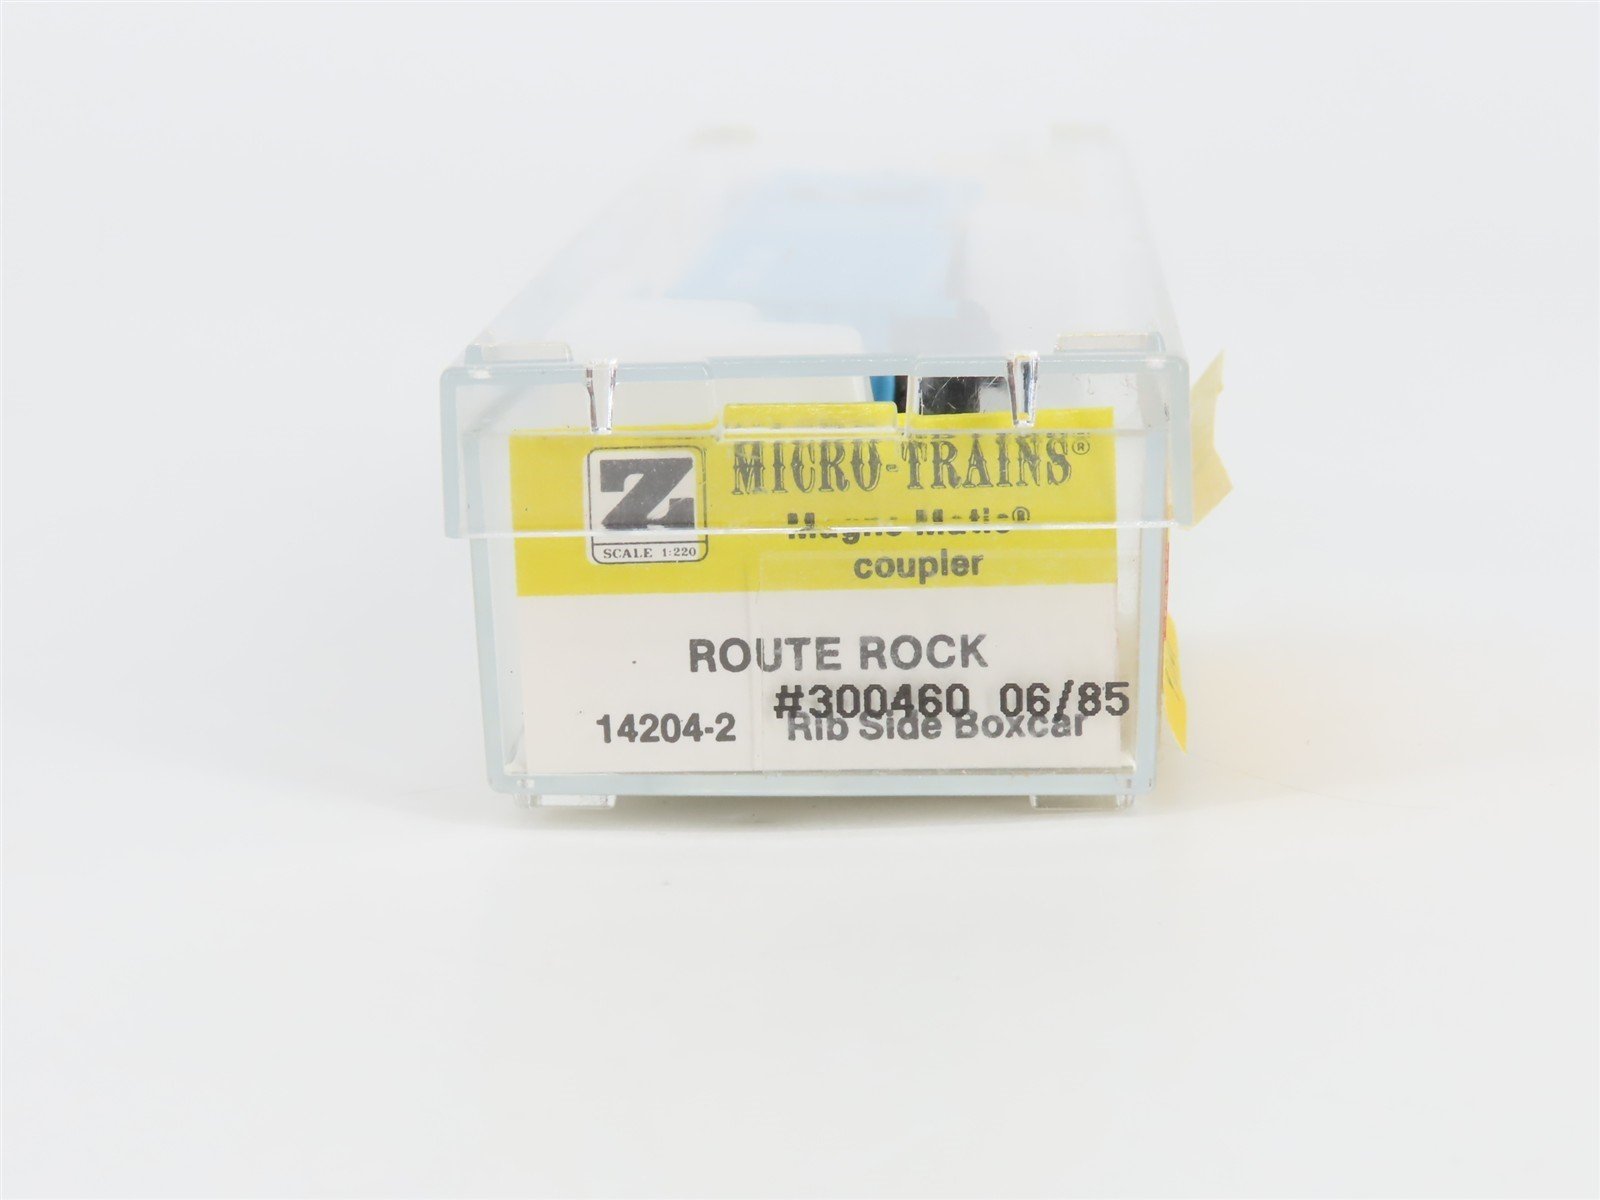 Z
SCALE 1:220
MICRO-TRAINS®
Magne-Matic®
coupler
ROUTE ROCK
#300460 06/85
14204-2 Rib Side Boxcar